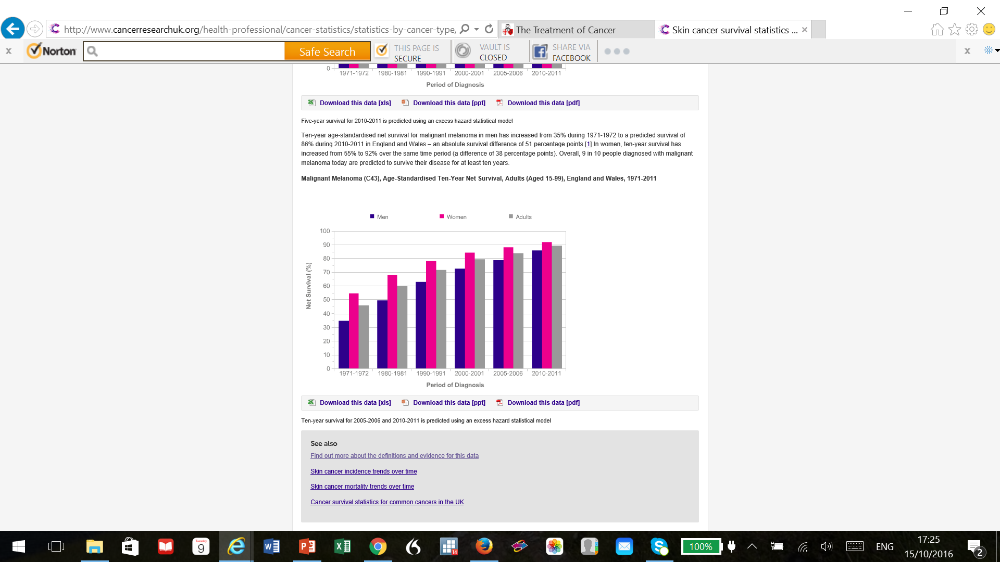 http://www.cancerresearchuk.org/health-professional/cancer-statistics/statistics-by-cancer-type,
The Treatment of Cancer
Skin cancer survival statistics ...
x
Norton
Safe Search
THIS PAGE IS
SECURE
VAULT IS
CLOSED
SHARE VIA
FACEBOOK
x
0
1971-1972 1980-1981 1990-1991 2000-2001 2005-2006 2010-2011
Period of Diagnosis
Download this data [xls] Download this data [ppt] Download this data [pdf]
Five-year survival for 2010-2011 is predicted using an excess hazard statistical model
Ten-year age-standardised net survival for malignant melanoma in men has increased from 35% during 1971-1972 to a predicted survival of
86% during 2010-2011 in England and Wales – an absolute survival difference of 51 percentage points.[1] In women, ten-year survival has
increased from 55% to 92% over the same time period (a difference of 38 percentage points). Overall, 9 in 10 people diagnosed with malignant
melanoma today are predicted to survive their disease for at least ten years.
Malignant Melanoma (C43), Age-Standardised Ten-Year Net Survival, Adults (Aged 15-99), England and Wales, 1971-2011
Men Women Adults
100
90
80
70
60
50
40
30
20
10
0
Net Survival (%)
1971-1972 1980-1981 1990-1991 2000-2001 2005-2006 2010-2011
Period of Diagnosis
Download this data [xls] Download this data [ppt] Download this data [pdf]
Ten-year survival for 2005-2006 and 2010-2011 is predicted using an excess hazard statistical model
See also
Find out more about the definitions and evidence for this data
Skin cancer incidence trends over time
Skin cancer mortality trends over time
Cancer survival statistics for common cancers in the UK
Tuesday
9
14
100%
ENG
17:25
15/10/2016
2